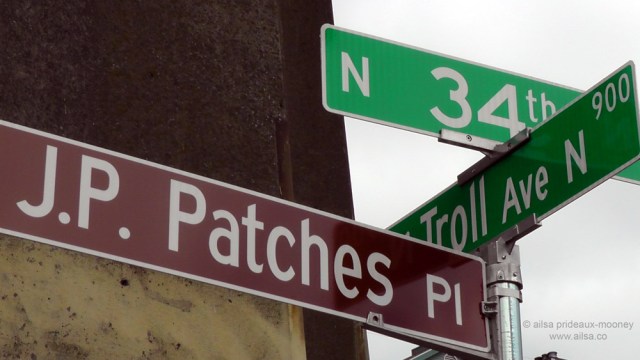 N 34th
900
Troll Ave N
J.P. Patches Pl
© ailsa prideaux-mooney
www.ailsa.co